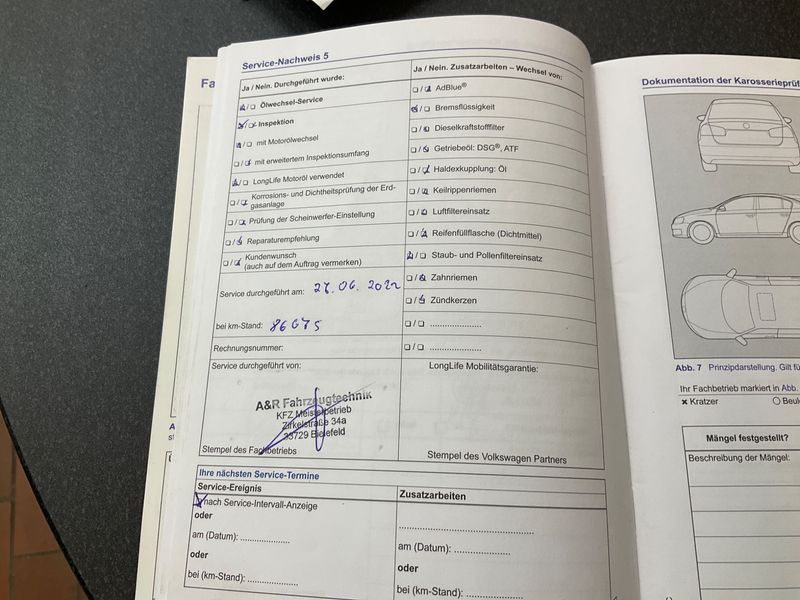 Service-Nachweis 5
Ja / Nein. Durchgeführt wurde:
❏/❏ Ölwechsel-Service
❏/❏ Inspektion
❏/❏ mit Motorölwechsel
❏/❏ mit erweitertem Inspektionsumfang
❏/❏ LongLife Motoröl verwendet
❏/❏ Korrosions- und Dichtheitsprüfung der Erd-
gasanlage
❏/❏ Prüfung der Scheinwerfer-Einstellung
❏/❏ Reparaturempfehlung
❏/❏ Kundenwunsch
(auch auf dem Auftrag vermerken)
Service durchgeführt am: 27.06.2022
bei km-Stand: 86075
Rechnungsnummer:
Service durchgeführt von:
A&R Fahrzeugtechnik
KFZ Meisterbetrieb
Zirkelstraße 34a
33729 Bielefeld
Stempel des Fachbetriebs
Ja / Nein. Zusatzarbeiten – Wechsel von:
❏/❏ AdBlue®
❏/❏ Bremsflüssigkeit
❏/❏ Dieselkraftstofffilter
❏/❏ Getriebeöl: DSG®, ATF
❏/❏ Haldexkupplung: Öl
❏/❏ Keilrippenriemen
❏/❏ Luftfiltereinsatz
❏/❏ Reifenfüllflasche (Dichtmittel)
❏/❏ Staub- und Pollenfiltereinsatz
❏/❏ Zahnriemen
❏/❏ Zündkerzen
❏/❏ ......................
❏/❏ ......................
LongLife Mobilitätsgarantie:
Stempel des Volkswagen Partners
Ihre nächsten Service-Termine
Service-Ereignis
❏ nach Service-Intervall-Anzeige
oder
am (Datum): .....................
oder
bei (km-Stand): .....................
Zusatzarbeiten
.........................................................
am (Datum): .......................
oder
bei (km-Stand): .......................
Fa
Dokumentation der Karosserieprüf
Abb. 7 Prinzipdarstellung. Gilt fü
Ihr Fachbetrieb markiert in Abb.
✖ Kratzer
○ Beul
Mängel festgestellt?
Beschreibung der Mängel: